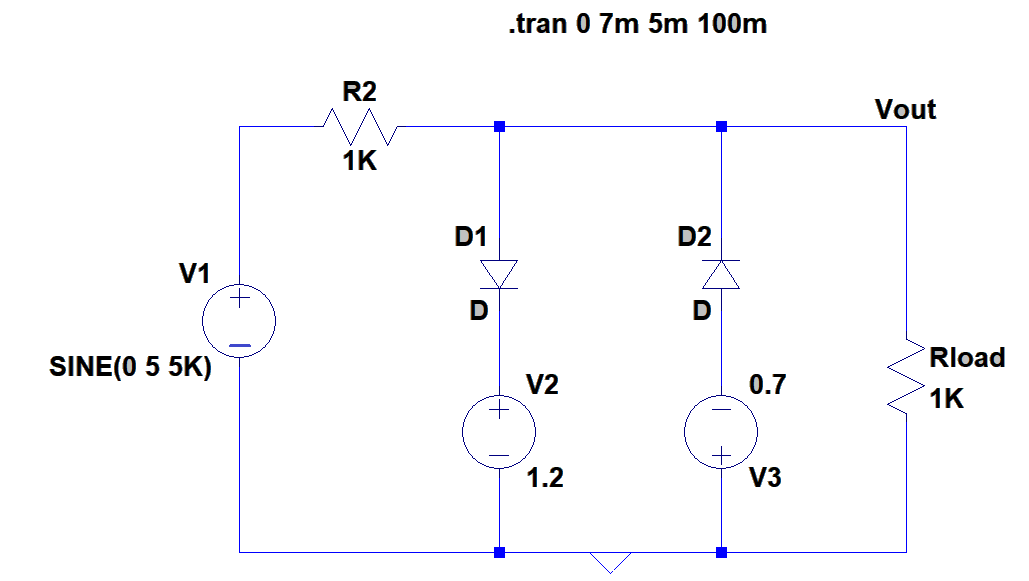 .tran 0 7m 5m 100m
R2
1K
Vout
D1
D
D2
D
V1
SINE(0 5 5K)
V2
1.2
0.7
V3
Rload
1K